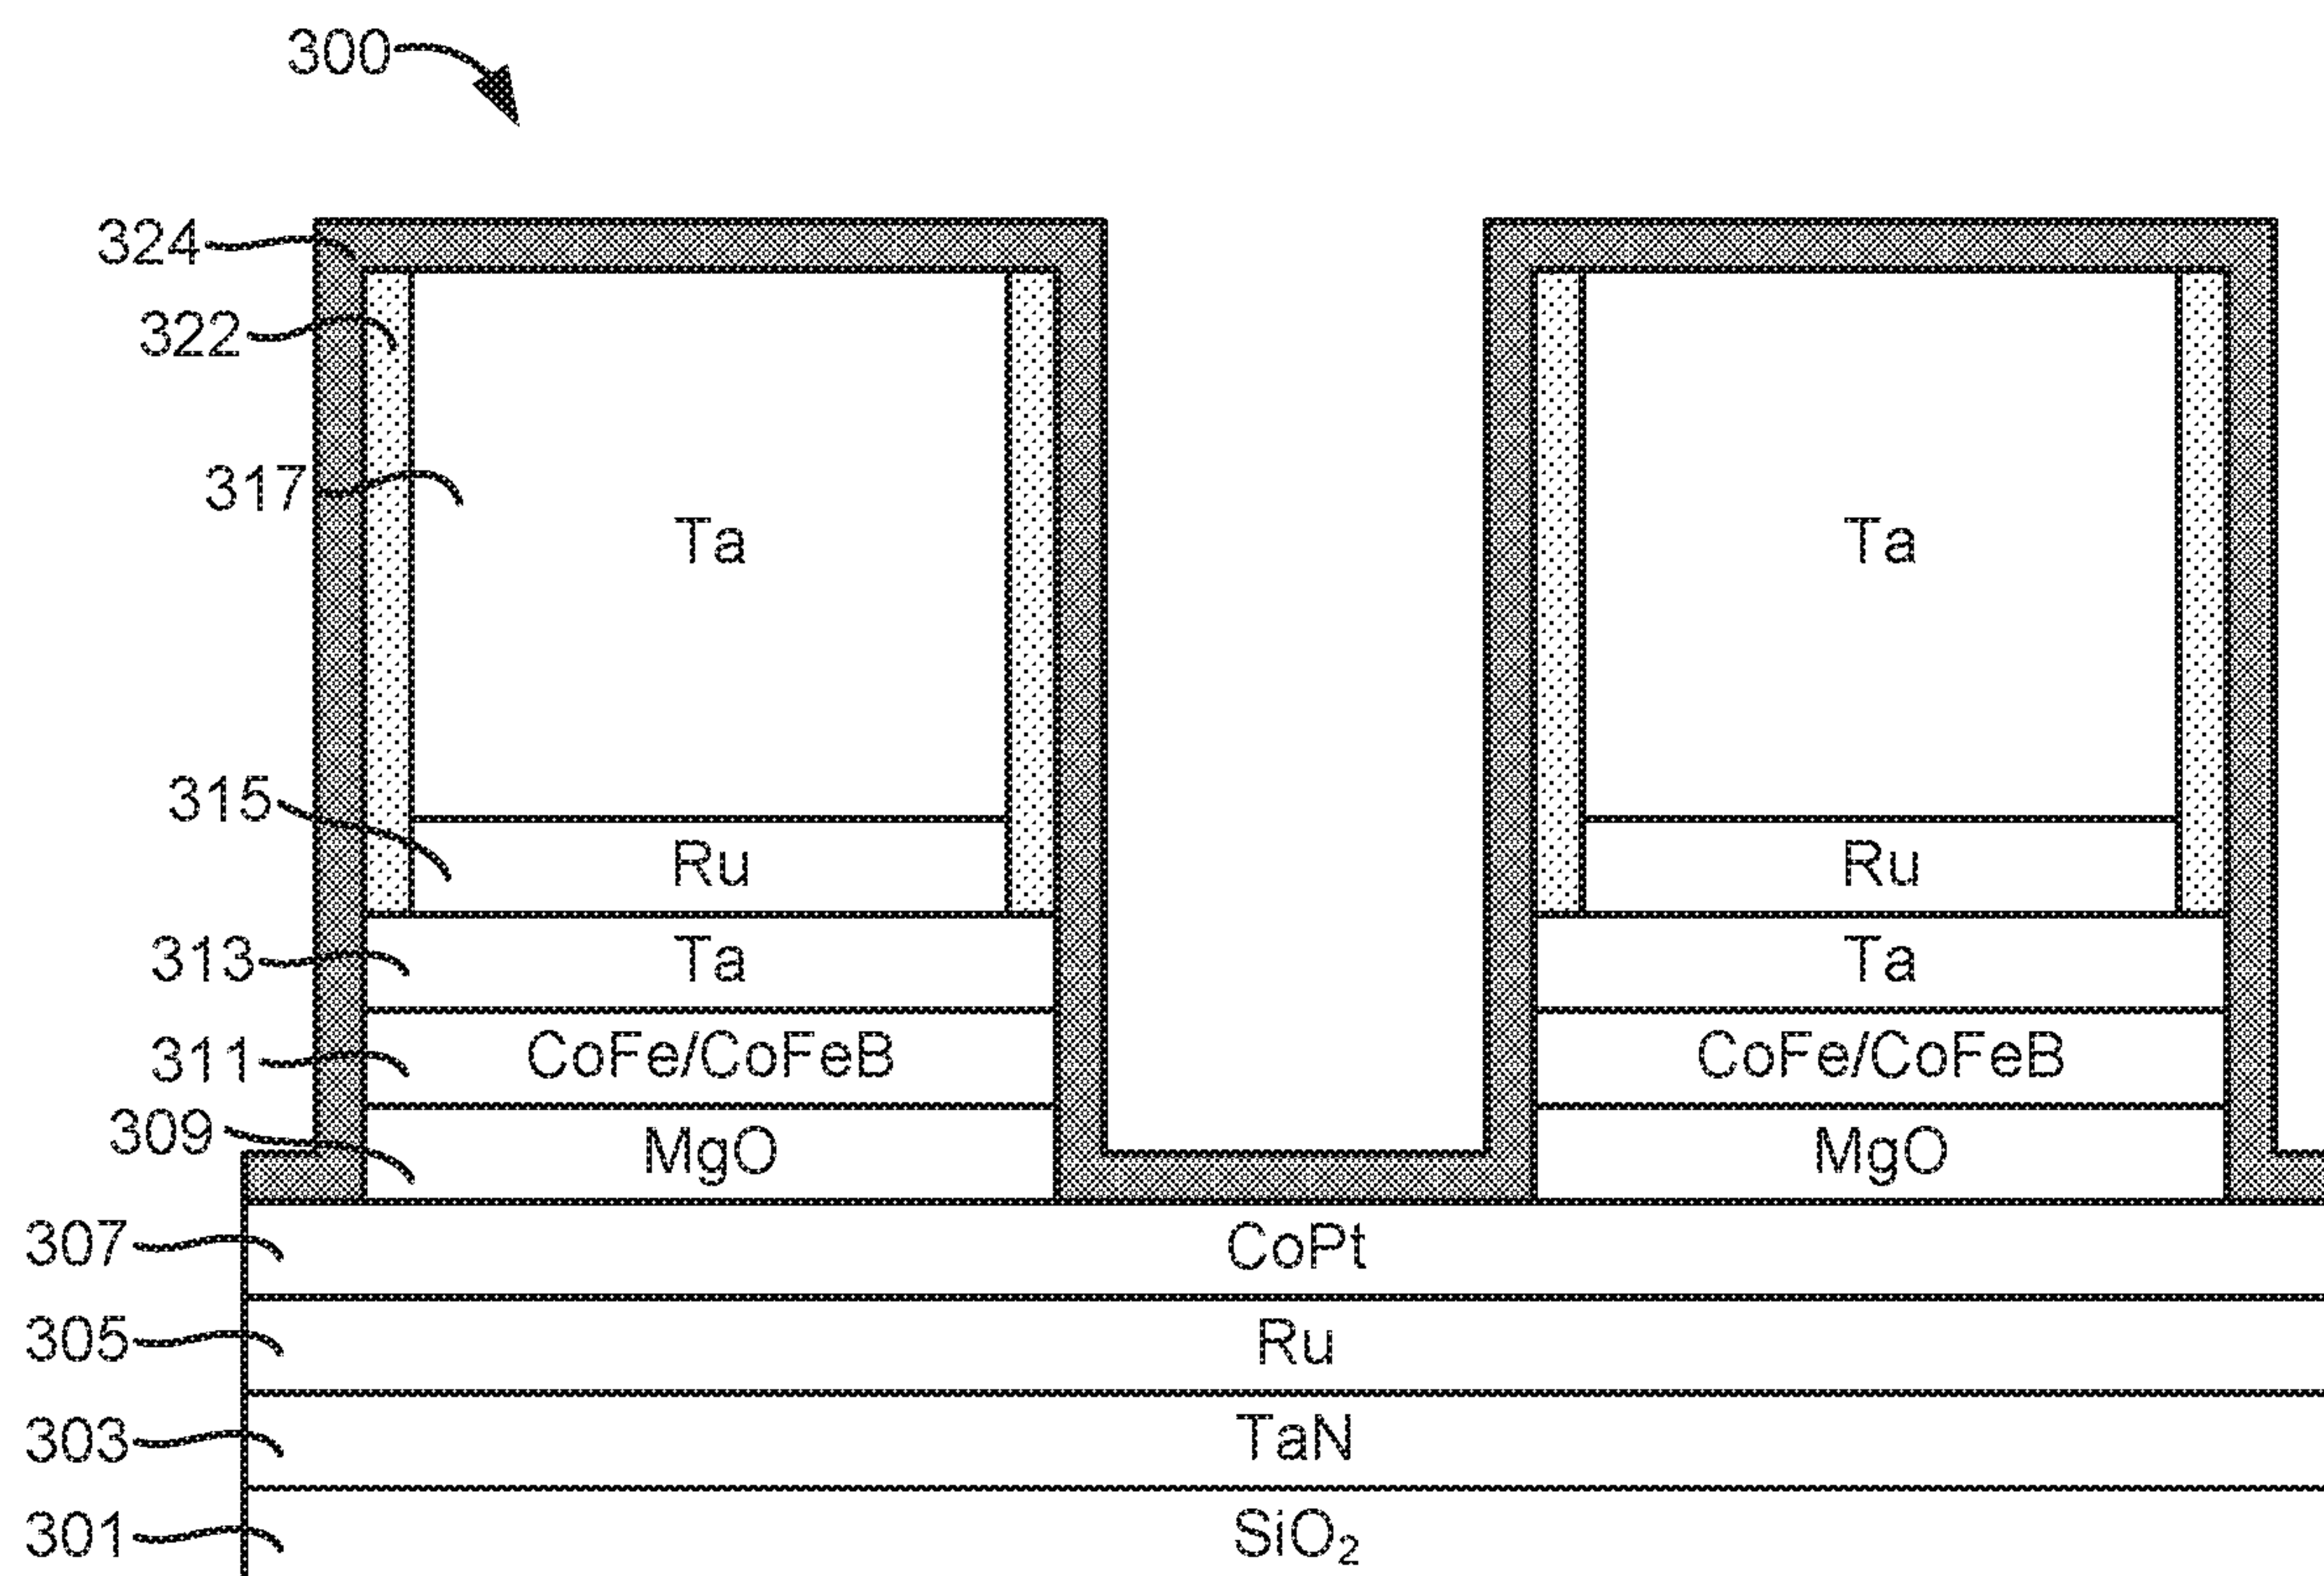 300
324
322
317 Ta Ta
315 Ru Ru
313 Ta Ta
311 CoFe/CoFeB CoFe/CoFeB
309 MgO MgO
307 CoPt
305 Ru
303 TaN
301 SiO₂